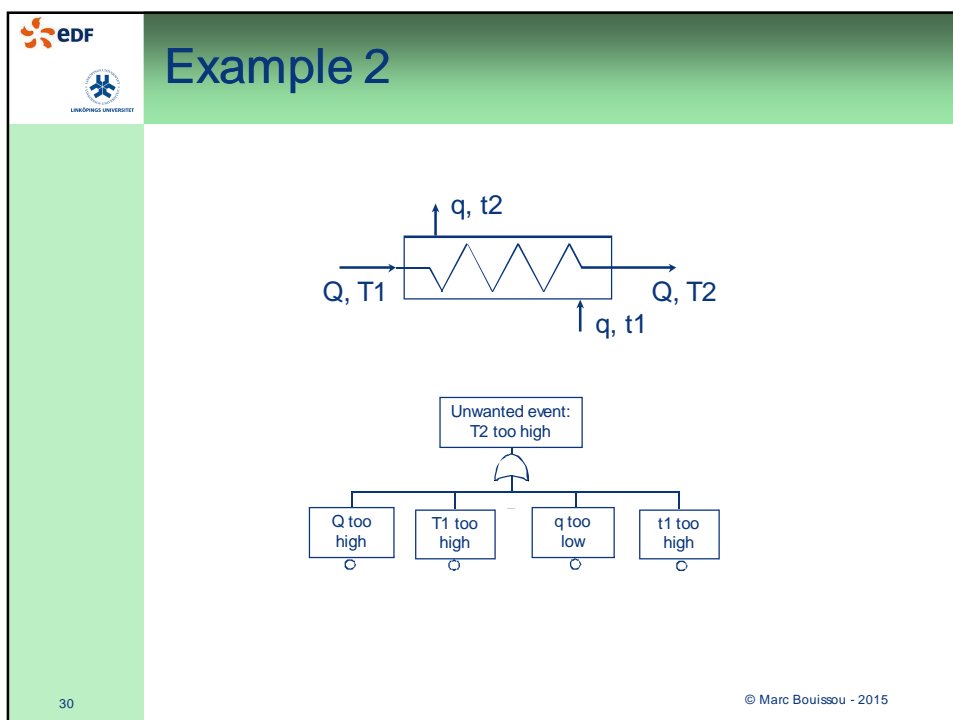 edf
LINKÖPINGS UNIVERSITET
Example 2
q, t2
Q, T1
Q, T2
q, t1
Unwanted event:
T2 too high
Q too
high
T1 too
high
q too
low
t1 too
high
30
© Marc Bouissou - 2015